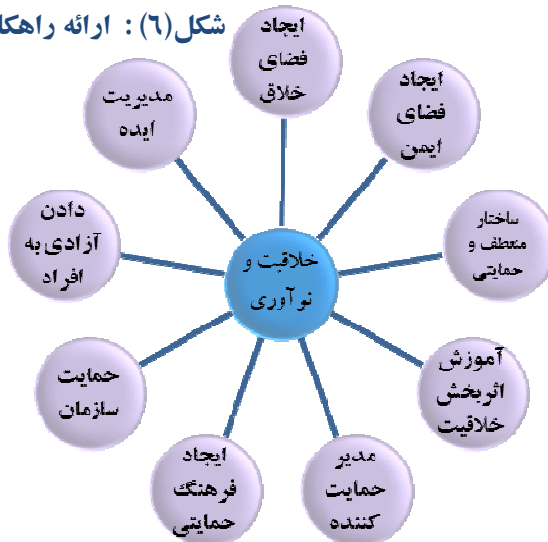 شکل(٦) : ارائه راهکا
ایجاد
فضای
خلاق
ایجاد
فضای
ایمن
ساختار
منعطف و
حمایتی
آموزش
اثربخش
خلاقیت
مدیر
حمایت
کننده
ایجاد
فرهنگ
حمایتی
حمایت
سازمان
دادن
آزادی به
افراد
مدیریت
ایده
خلاقیت و
نوآوری